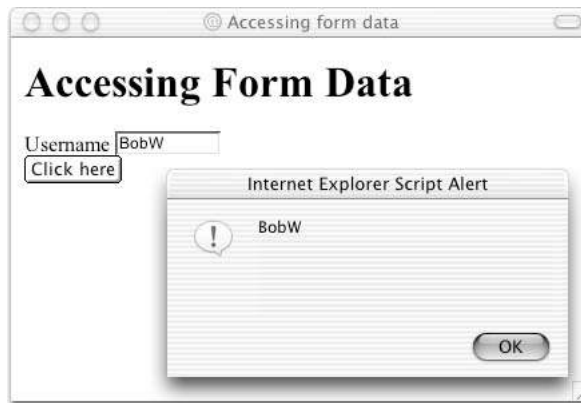 Accessing form data
Accessing Form Data
Username BobW
Click here
Internet Explorer Script Alert
BobW
OK